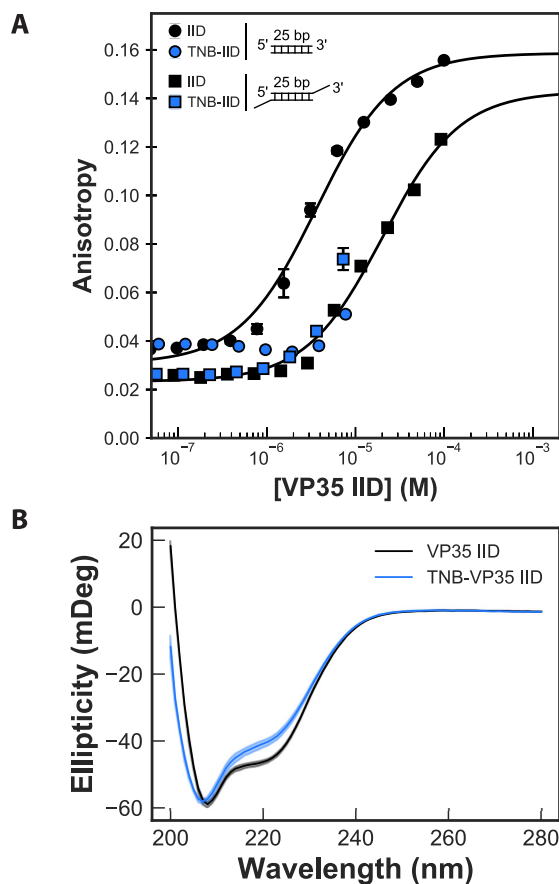 A
IID
TNB-IID
5' 25 bp 3'
IID
TNB-IID
5' 25 bp 3'
0.16
0.14
0.12
0.10
0.08
0.06
0.04
0.02
0.00
Anisotropy
10⁻⁷ 10⁻⁶ 10⁻⁵ 10⁻⁴ 10⁻³
[VP35 IID] (M)
B
VP35 IID
TNB-VP35 IID
20
0
−20
−40
−60
Ellipticity (mDeg)
200 220 240 260 280
Wavelength (nm)